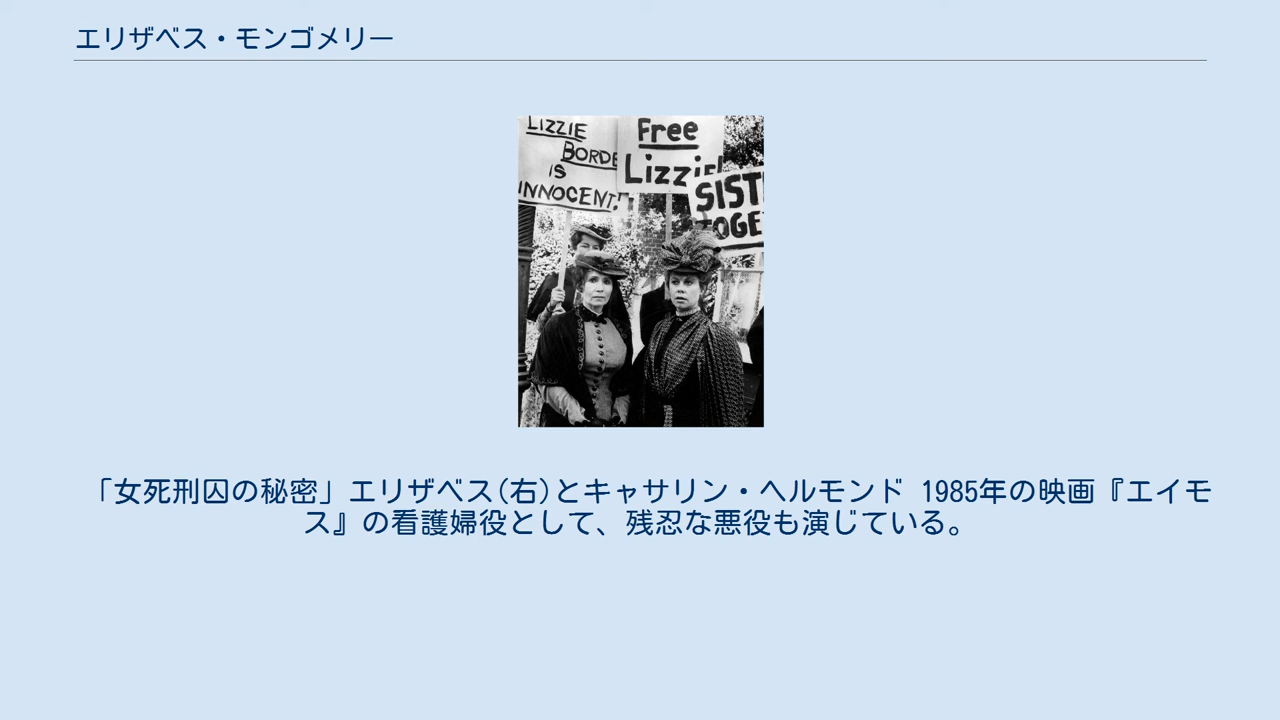 エリザベス・モンゴメリー
LIZZIE
BORDE
IS
INNOCENT!
Free
Lizzie!
SIST
TOGE
「女死刑囚の秘密」エリザベス(右)とキャサリン・ヘルモンド 1985年の映画『エイモ
ス』の看護婦役として、残忍な悪役も演じている。